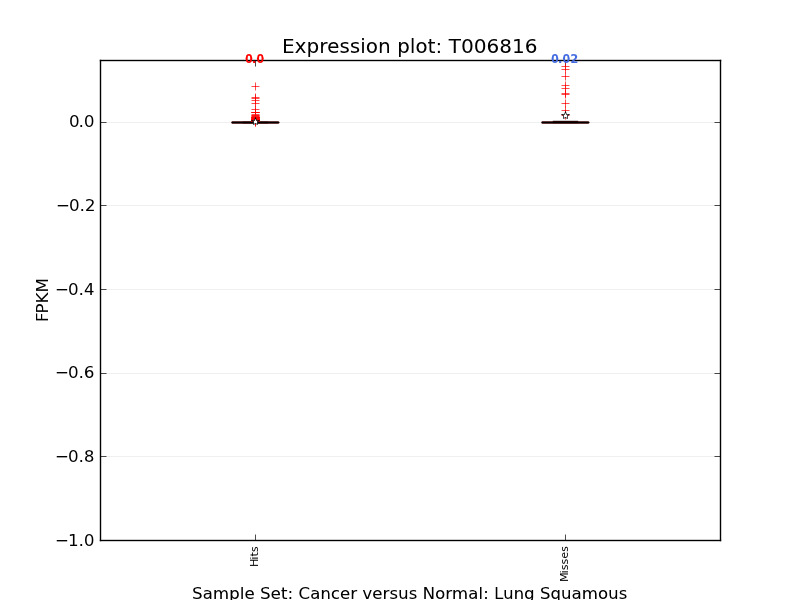 Expression plot: T006816
0.0
0.02
0.0
−0.2
−0.4
−0.6
−0.8
−1.0
FPKM
Hits
Misses
Sample Set: Cancer versus Normal: Lung Squamous